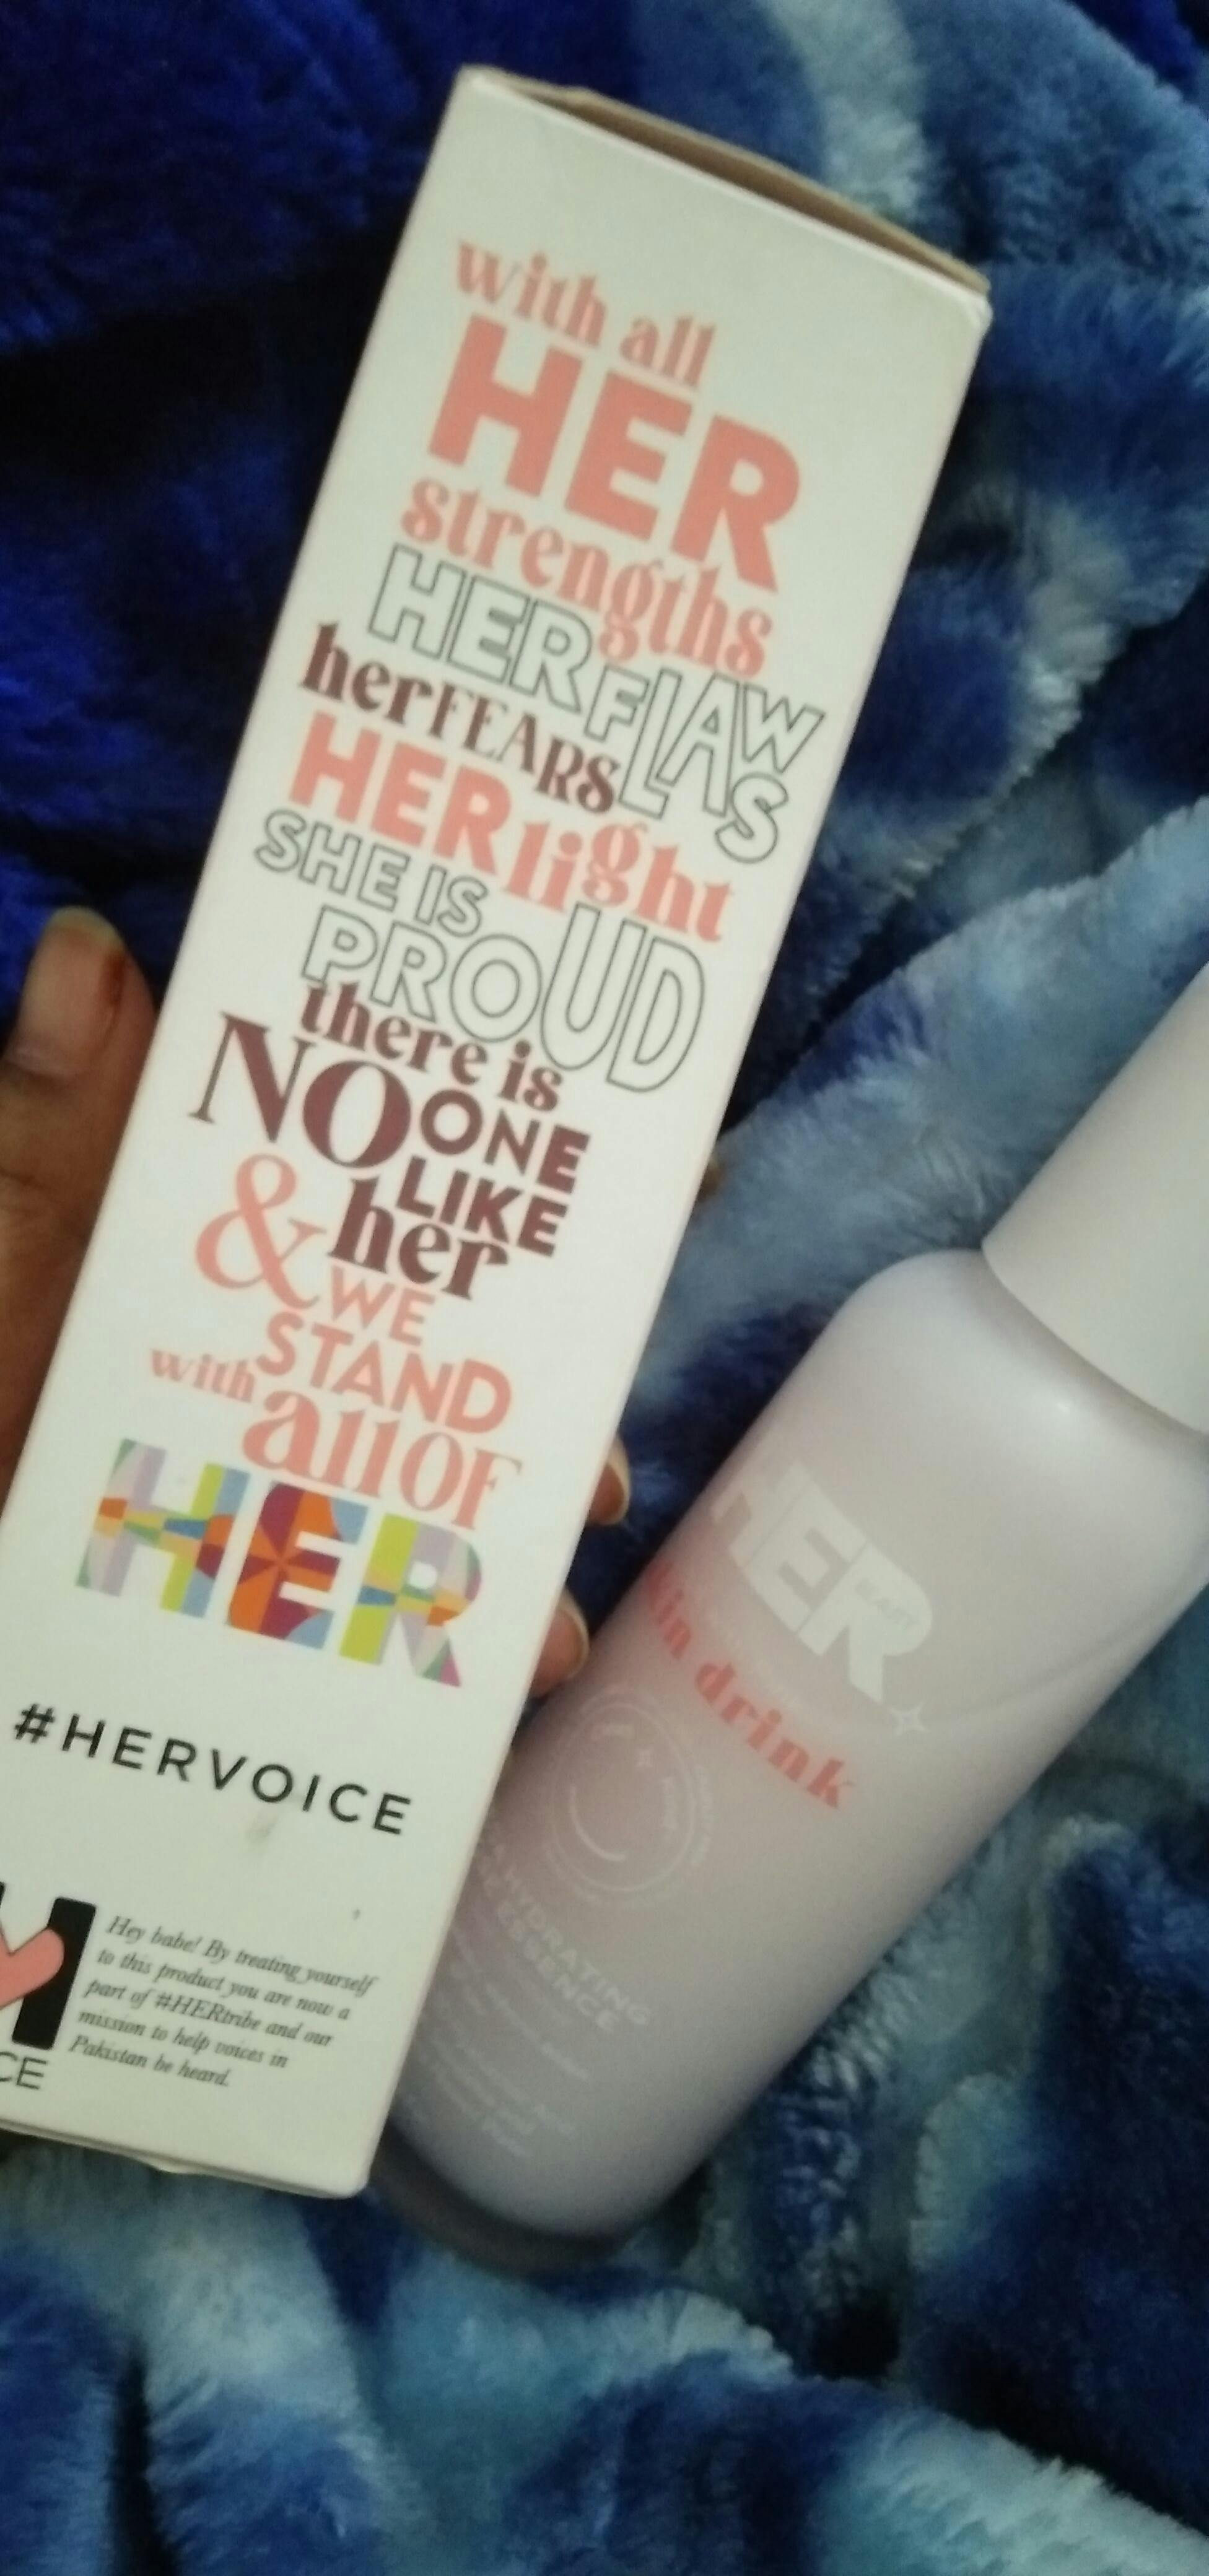 with all
HER
strengths
HER FLAWS
her FEARS
HER light
SHE IS
PROUD
there is
NO ONE
LIKE
her
& WE
STAND
with all OF
HER
#HERVOICE
Hey babe! By treating yourself
to this product you are now a
part of #HERtribe and our
mission to help voices in
Pakistan be heard.
CE
HER
BEAUTY
drink
HYDRATING
ESSENCE